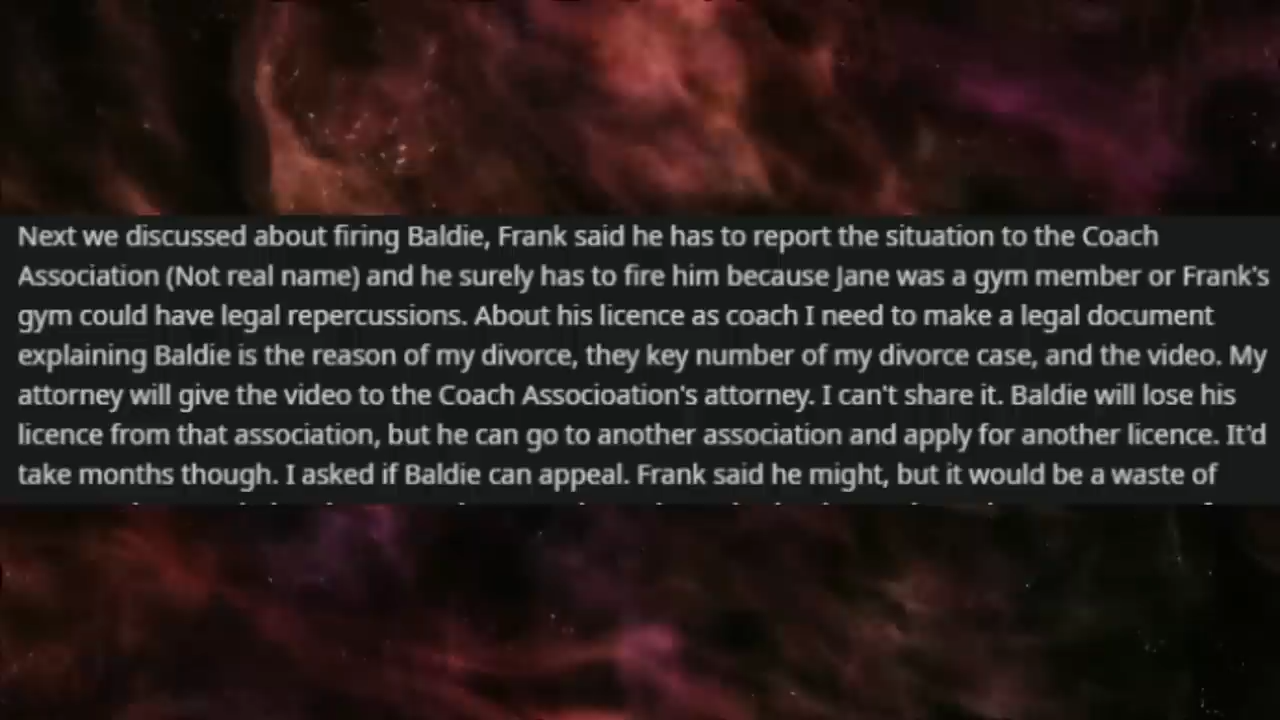 Next we discussed about firing Baldie, Frank said he has to report the situation to the Coach
Association (Not real name) and he surely has to fire him because Jane was a gym member or Frank's
gym could have legal repercussions. About his licence as coach I need to make a legal document
explaining Baldie is the reason of my divorce, they key number of my divorce case, and the video. My
attorney will give the video to the Coach Associoation's attorney. I can't share it. Baldie will lose his
licence from that association, but he can go to another association and apply for another licence. It'd
take months though. I asked if Baldie can appeal. Frank said he might, but it would be a waste of